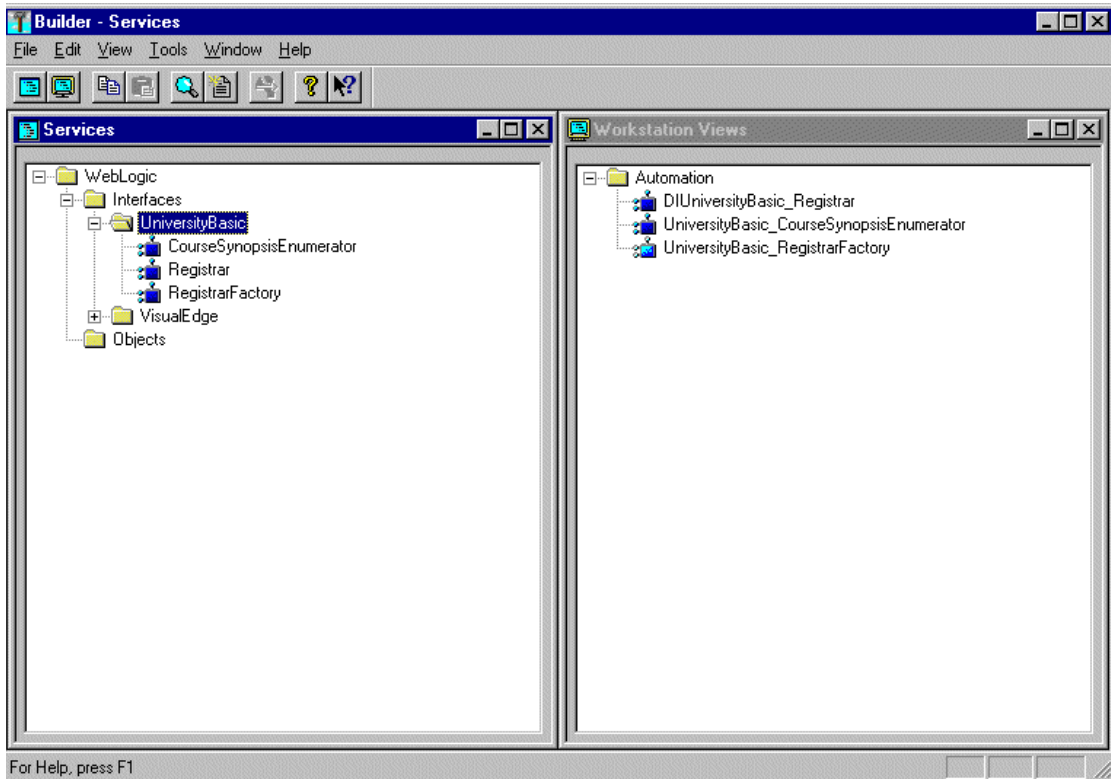 Builder - Services
File Edit View Tools Window Help
Services
WebLogic
Interfaces
UniversityBasic
CourseSynopsisEnumerator
Registrar
RegistrarFactory
VisualEdge
Objects
Workstation Views
Automation
DIUniversityBasic_Registrar
UniversityBasic_CourseSynopsisEnumerator
UniversityBasic_RegistrarFactory
For Help, press F1